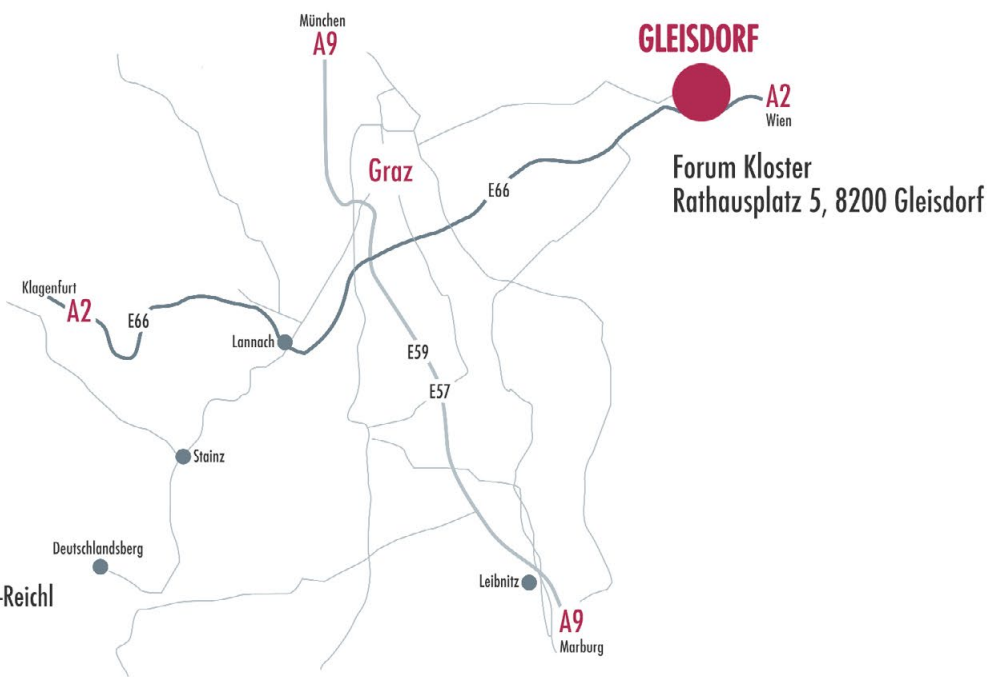 München
A9
GLEISDORF
A2
Wien
Graz
Forum Kloster
Rathausplatz 5, 8200 Gleisdorf
E66
Klagenfurt
A2
E66
Lannach
E59
E57
Stainz
Deutschlandsberg
Leibnitz
-Reichl
A9
Marburg